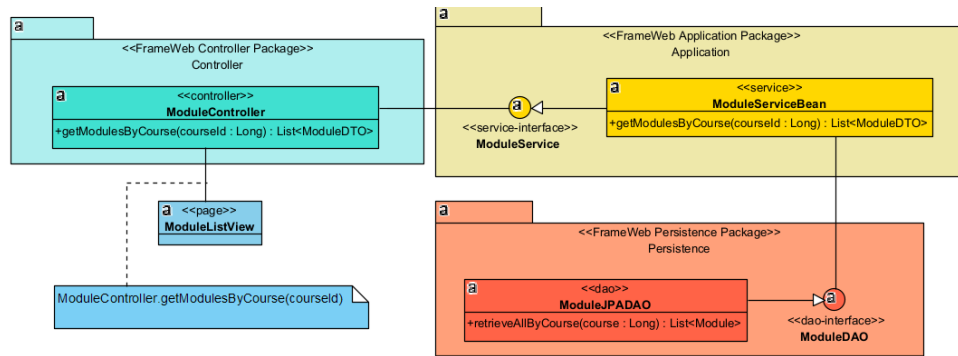 a
<<FrameWeb Controller Package>>
Controller
a
<<controller>>
ModuleController
+getModulesByCourse(courseId : Long) : List<ModuleDTO>
a
<<FrameWeb Application Package>>
Application
a
<<service-interface>>
ModuleService
a
<<service>>
ModuleServiceBean
+getModulesByCourse(courseId : Long) : List<ModuleDTO>
a
<<page>>
ModuleListView
ModuleController.getModulesByCourse(courseId)
a
<<FrameWeb Persistence Package>>
Persistence
a
<<dao>>
ModuleJPADAO
+retrieveAllByCourse(course : Long) : List<Module>
a
<<dao-interface>>
ModuleDAO